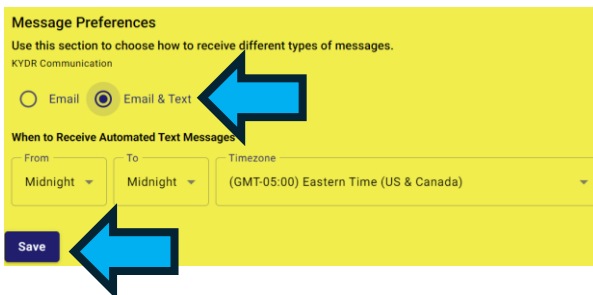 Message Preferences
Use this section to choose how to receive different types of messages.
KYDR Communication
Email Email & Text
When to Receive Automated Text Messages
From To Timezone
Midnight Midnight (GMT-05:00) Eastern Time (US & Canada)
Save